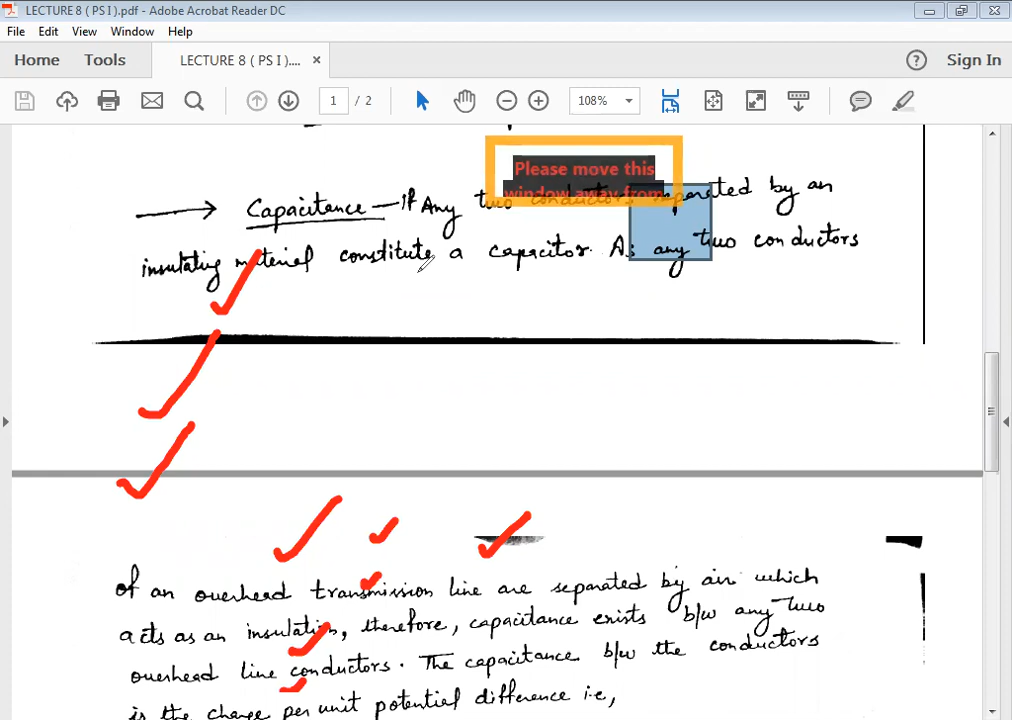 LECTURE 8 ( PS I ).pdf - Adobe Acrobat Reader DC
File Edit View Window Help
Home Tools LECTURE 8 ( PS I ).... × ? Sign In
1 / 2 108%
Please move this
window away from
Capacitance - If Any two conductors separated by an
insulating material constitute a capacitor. As any two conductors
of an overhead transmission line are separated by air which
acts as an insulation, therefore, capacitance exists b/w any two
overhead line conductors. The capacitance b/w the conductors
is the charge per unit potential difference i.e,